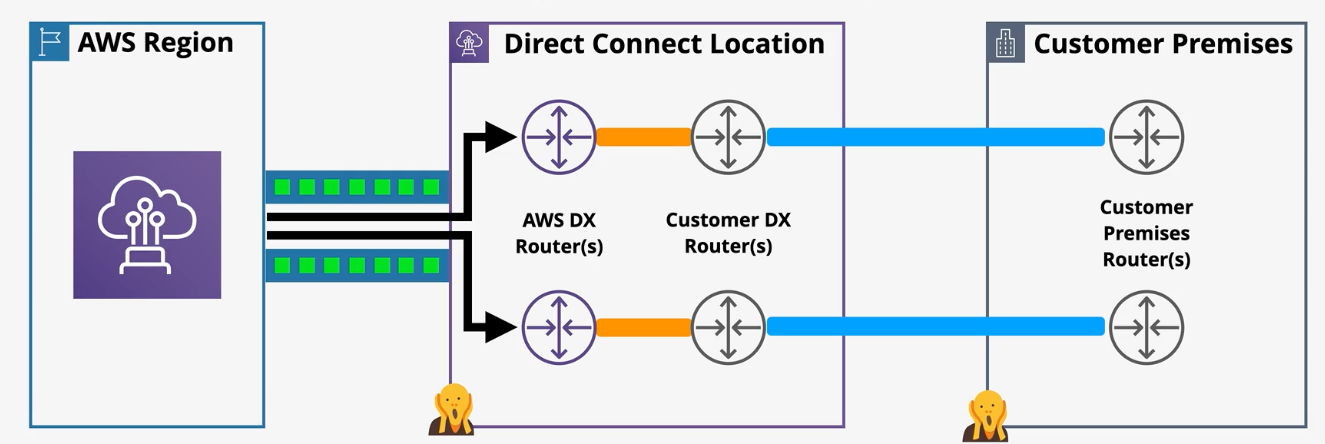 AWS Region
Direct Connect Location
Customer Premises
AWS DX
Router(s)
Customer DX
Router(s)
Customer
Premises
Router(s)